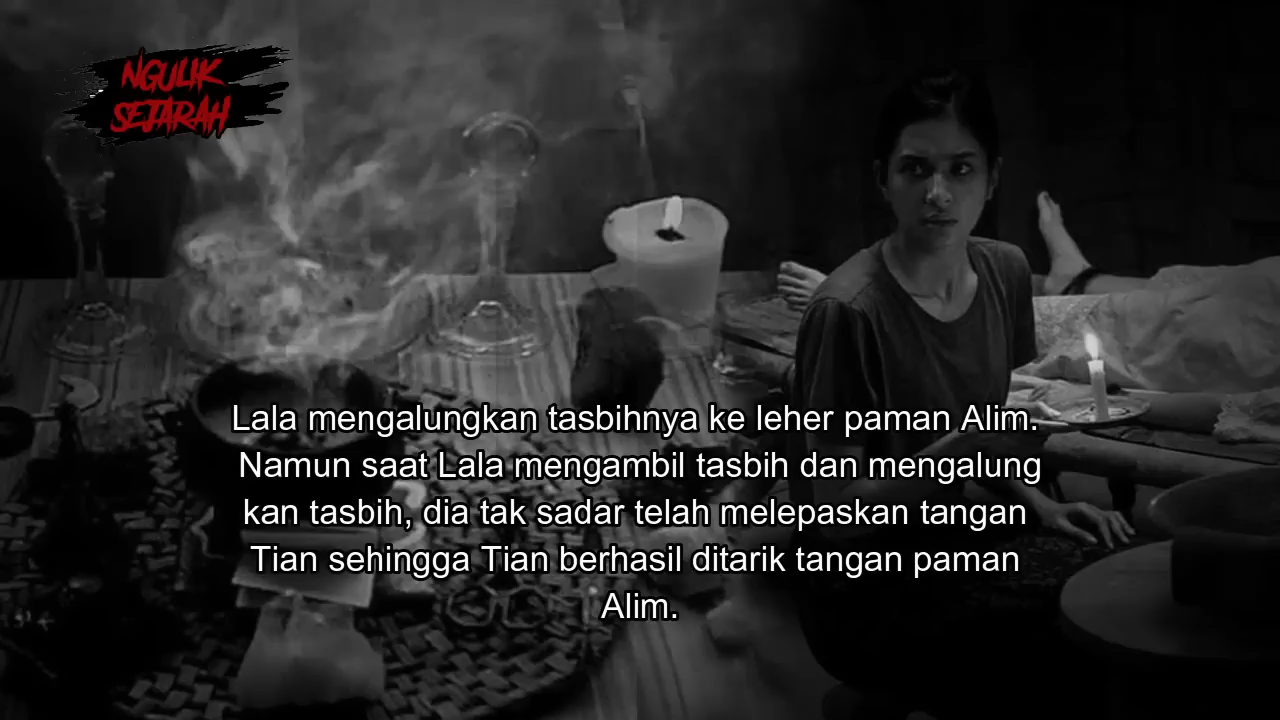 NGULIK
SEJARAH
Lala mengalungkan tasbihnya ke leher paman Alim.
Namun saat Lala mengambil tasbih dan mengalung
kan tasbih, dia tak sadar telah melepaskan tangan
Tian sehingga Tian berhasil ditarik tangan paman
Alim.